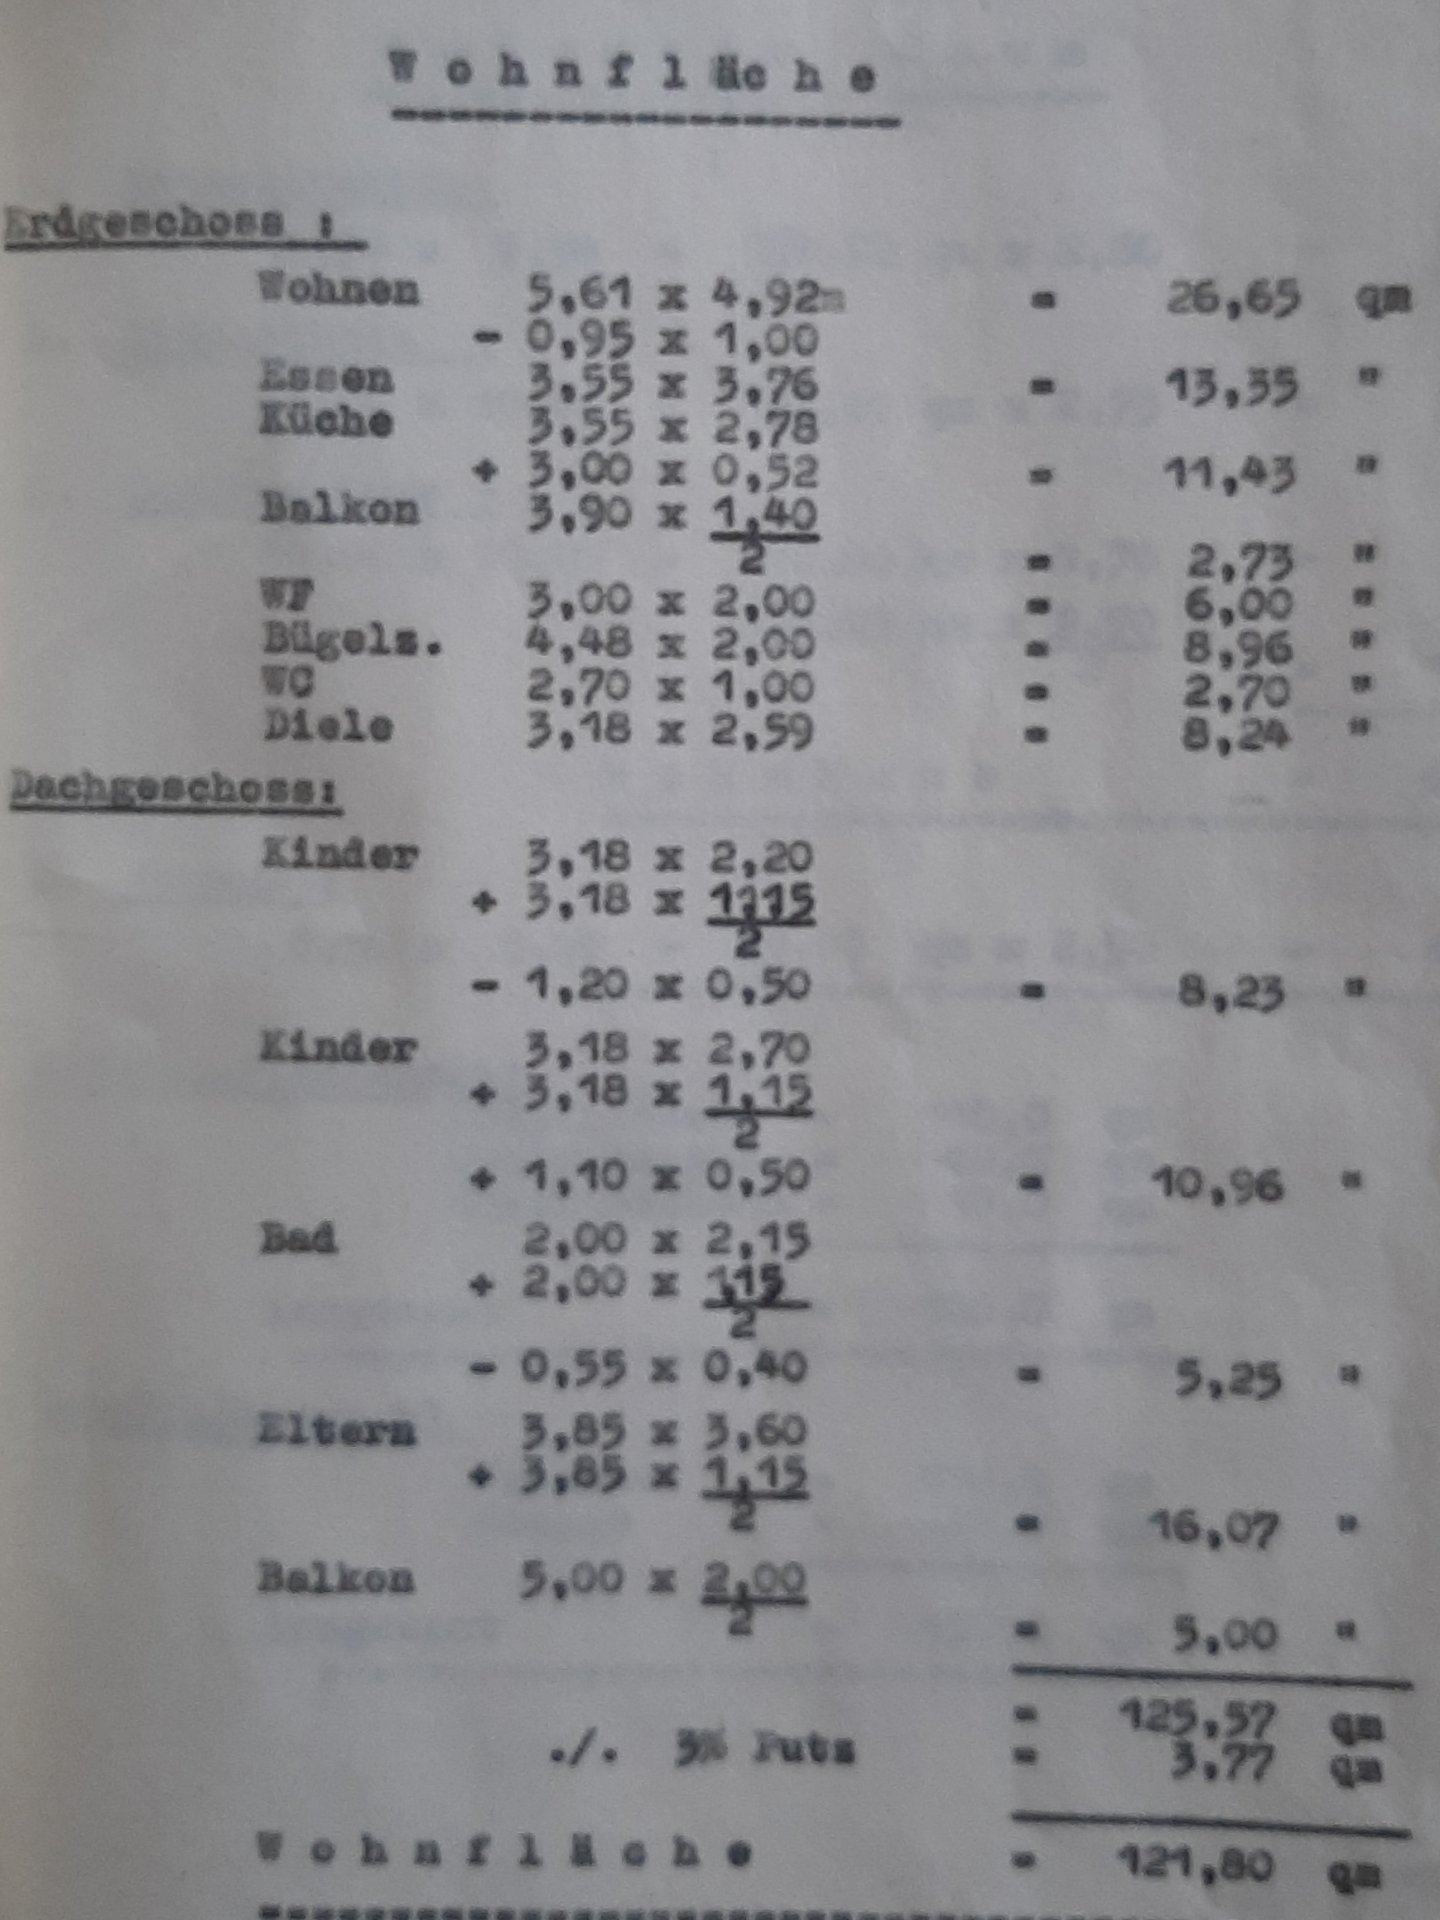 W o h n f l ä c h e
Erdgeschoss :
Wohnen 5,61 x 4,92m = 26,65 qm
- 0,95 x 1,00
Essen 3,55 x 3,76 = 13,35 "
Küche 3,55 x 2,78
+ 3,00 x 0,52 = 11,43 "
Balkon 3,90 x 1,40
2 = 2,73 "
WF 3,00 x 2,00 = 6,00 "
Bügelz. 4,48 x 2,00 = 8,96 "
WC 2,70 x 1,00 = 2,70 "
Diele 3,18 x 2,59 = 8,24 "
Dachgeschoss:
Kinder 3,18 x 2,20
+ 3,18 x 1,15
2
- 1,20 x 0,50 = 8,23 "
Kinder 3,18 x 2,70
+ 3,18 x 1,15
2
+ 1,10 x 0,50 = 10,96 "
Bad 2,00 x 2,15
+ 2,00 x 1,15
2
- 0,55 x 0,40 = 5,25 "
Eltern 3,85 x 3,60
+ 3,85 x 1,15
2 = 16,07 "
Balkon 5,00 x 2,00
2 = 5,00 "
= 125,57 qm
./. 3% Putz = 3,77 qm
W o h n f l ä c h e = 121,80 qm